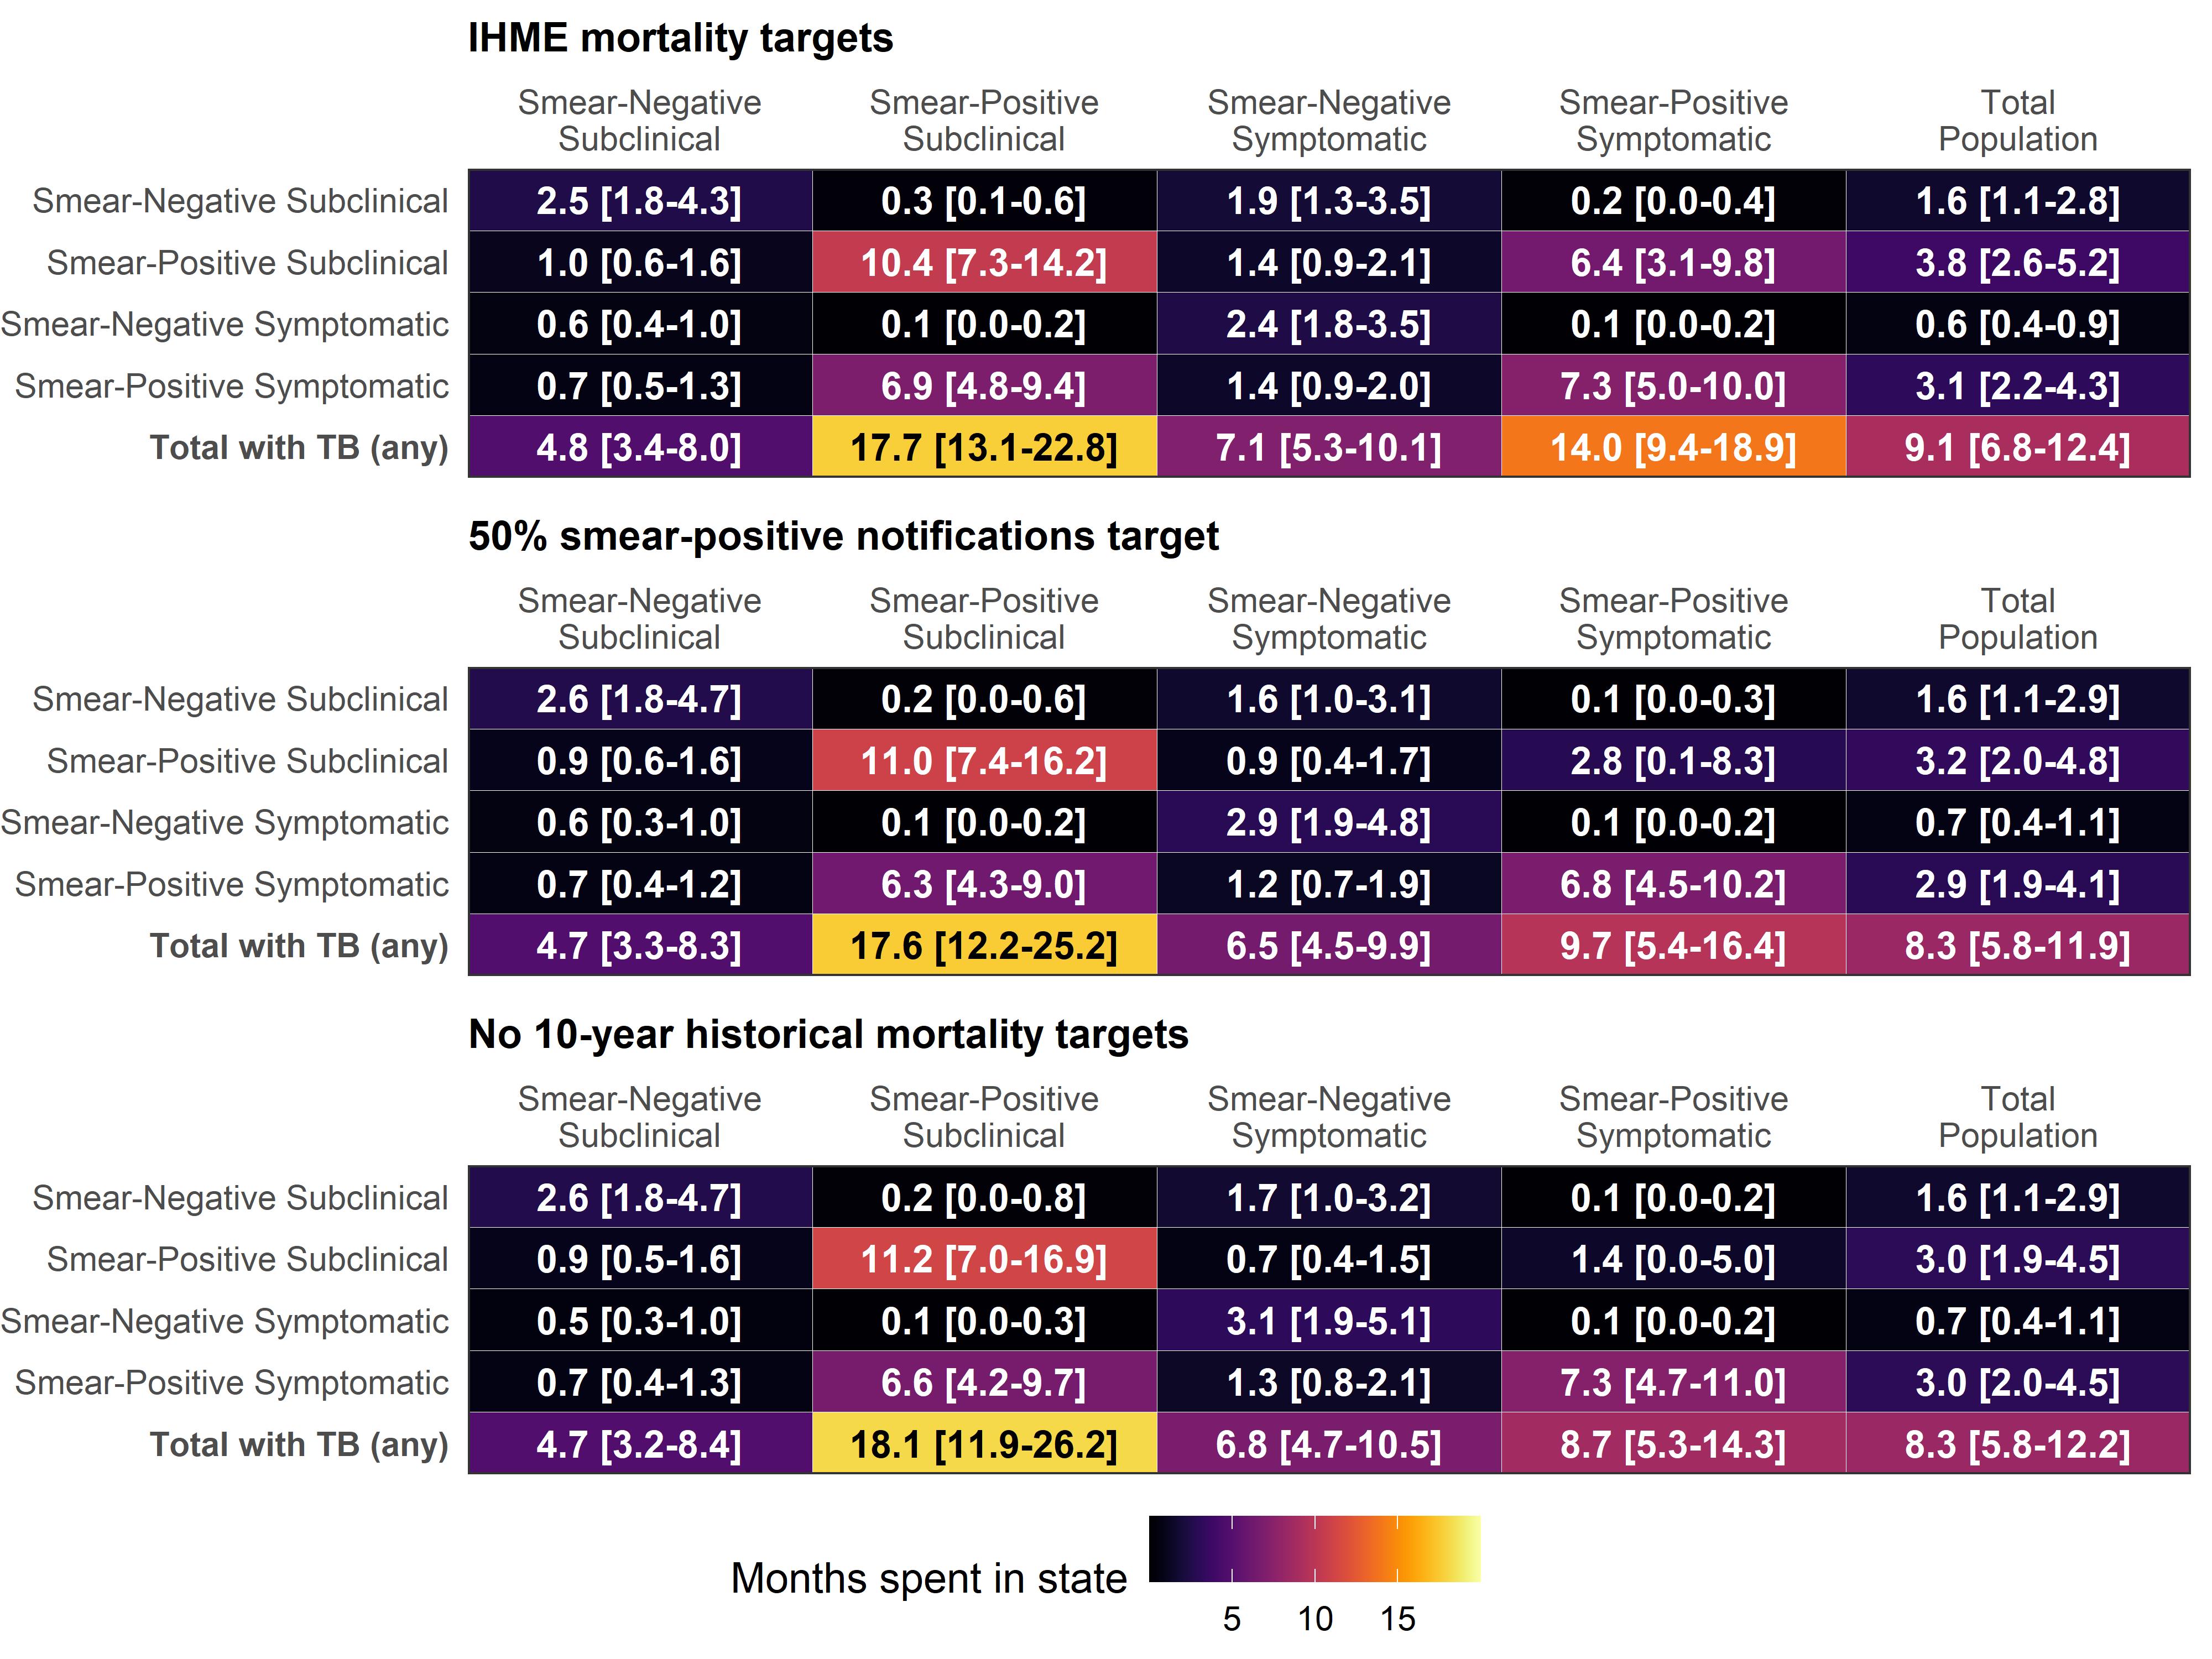 IHME mortality targets
Smear-Negative Smear-Positive Smear-Negative Smear-Positive Total
Subclinical Subclinical Symptomatic Symptomatic Population
Smear-Negative Subclinical 2.5 [1.8-4.3] 0.3 [0.1-0.6] 1.9 [1.3-3.5] 0.2 [0.0-0.4] 1.6 [1.1-2.8]
Smear-Positive Subclinical 1.0 [0.6-1.6] 10.4 [7.3-14.2] 1.4 [0.9-2.1] 6.4 [3.1-9.8] 3.8 [2.6-5.2]
Smear-Negative Symptomatic 0.6 [0.4-1.0] 0.1 [0.0-0.2] 2.4 [1.8-3.5] 0.1 [0.0-0.2] 0.6 [0.4-0.9]
Smear-Positive Symptomatic 0.7 [0.5-1.3] 6.9 [4.8-9.4] 1.4 [0.9-2.0] 7.3 [5.0-10.0] 3.1 [2.2-4.3]
Total with TB (any) 4.8 [3.4-8.0] 17.7 [13.1-22.8] 7.1 [5.3-10.1] 14.0 [9.4-18.9] 9.1 [6.8-12.4]
50% smear-positive notifications target
Smear-Negative Smear-Positive Smear-Negative Smear-Positive Total
Subclinical Subclinical Symptomatic Symptomatic Population
Smear-Negative Subclinical 2.6 [1.8-4.7] 0.2 [0.0-0.6] 1.6 [1.0-3.1] 0.1 [0.0-0.3] 1.6 [1.1-2.9]
Smear-Positive Subclinical 0.9 [0.6-1.6] 11.0 [7.4-16.2] 0.9 [0.4-1.7] 2.8 [0.1-8.3] 3.2 [2.0-4.8]
Smear-Negative Symptomatic 0.6 [0.3-1.0] 0.1 [0.0-0.2] 2.9 [1.9-4.8] 0.1 [0.0-0.2] 0.7 [0.4-1.1]
Smear-Positive Symptomatic 0.7 [0.4-1.2] 6.3 [4.3-9.0] 1.2 [0.7-1.9] 6.8 [4.5-10.2] 2.9 [1.9-4.1]
Total with TB (any) 4.7 [3.3-8.3] 17.6 [12.2-25.2] 6.5 [4.5-9.9] 9.7 [5.4-16.4] 8.3 [5.8-11.9]
No 10-year historical mortality targets
Smear-Negative Smear-Positive Smear-Negative Smear-Positive Total
Subclinical Subclinical Symptomatic Symptomatic Population
Smear-Negative Subclinical 2.6 [1.8-4.7] 0.2 [0.0-0.8] 1.7 [1.0-3.2] 0.1 [0.0-0.2] 1.6 [1.1-2.9]
Smear-Positive Subclinical 0.9 [0.5-1.6] 11.2 [7.0-16.9] 0.7 [0.4-1.5] 1.4 [0.0-5.0] 3.0 [1.9-4.5]
Smear-Negative Symptomatic 0.5 [0.3-1.0] 0.1 [0.0-0.3] 3.1 [1.9-5.1] 0.1 [0.0-0.2] 0.7 [0.4-1.1]
Smear-Positive Symptomatic 0.7 [0.4-1.3] 6.6 [4.2-9.7] 1.3 [0.8-2.1] 7.3 [4.7-11.0] 3.0 [2.0-4.5]
Total with TB (any) 4.7 [3.2-8.4] 18.1 [11.9-26.2] 6.8 [4.7-10.5] 8.7 [5.3-14.3] 8.3 [5.8-12.2]
Months spent in state
5 10 15